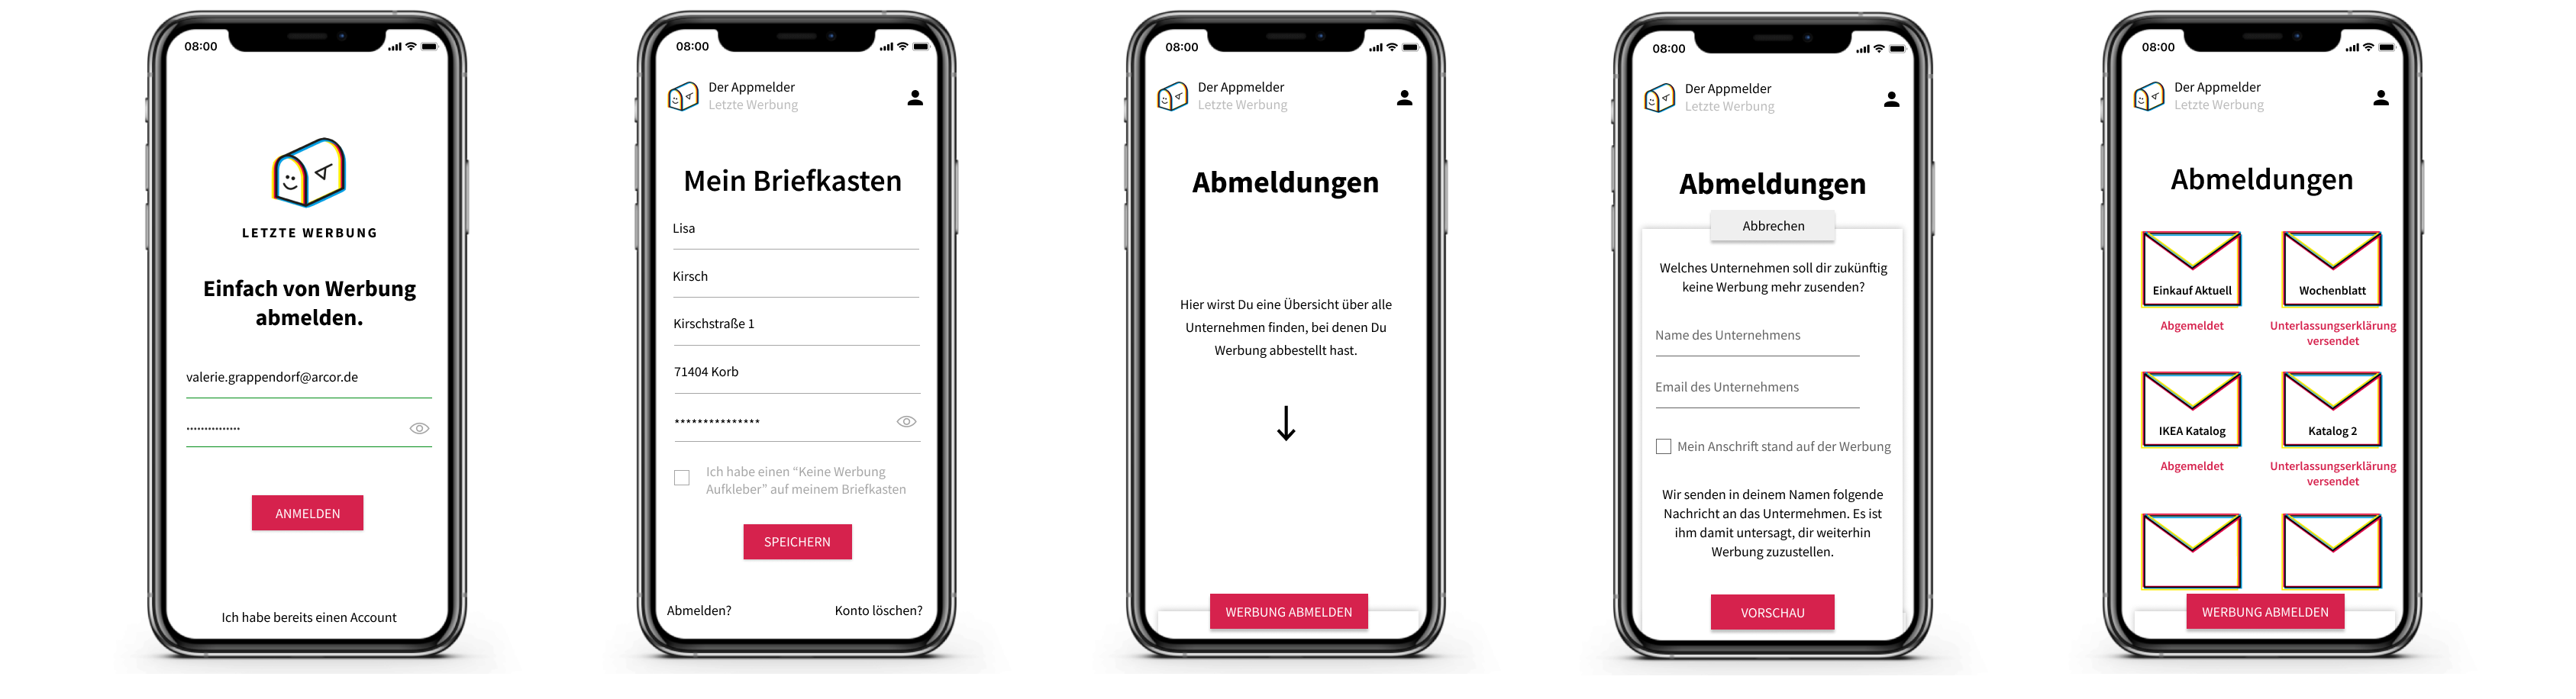 08:00
LETZTE WERBUNG
Einfach von Werbung
abmelden.
valerie.grappendorf@arcor.de
•••••••••••••••
ANMELDEN
Ich habe bereits einen Account
08:00
Der Appmelder
Letzte Werbung
Mein Briefkasten
Lisa
Kirsch
Kirschstraße 1
71404 Korb
***************
Ich habe einen “Keine Werbung
Aufkleber” auf meinem Briefkasten
SPEICHERN
Abmelden?
Konto löschen?
08:00
Der Appmelder
Letzte Werbung
Abmeldungen
Hier wirst Du eine Übersicht über alle
Unternehmen finden, bei denen Du
Werbung abbestellt hast.
WERBUNG ABMELDEN
08:00
Der Appmelder
Letzte Werbung
Abmeldungen
Abbrechen
Welches Unternehmen soll dir zukünftig
keine Werbung mehr zusenden?
Name des Unternehmens
Email des Unternehmens
Mein Anschrift stand auf der Werbung
Wir senden in deinem Namen folgende
Nachricht an das Untermehmen. Es ist
ihm damit untersagt, dir weiterhin
Werbung zuzustellen.
VORSCHAU
08:00
Der Appmelder
Letzte Werbung
Abmeldungen
Einkauf Aktuell
Wochenblatt
Abgemeldet
Unterlassungserklärung
versendet
IKEA Katalog
Katalog 2
Abgemeldet
Unterlassungserklärung
versendet
WERBUNG ABMELDEN